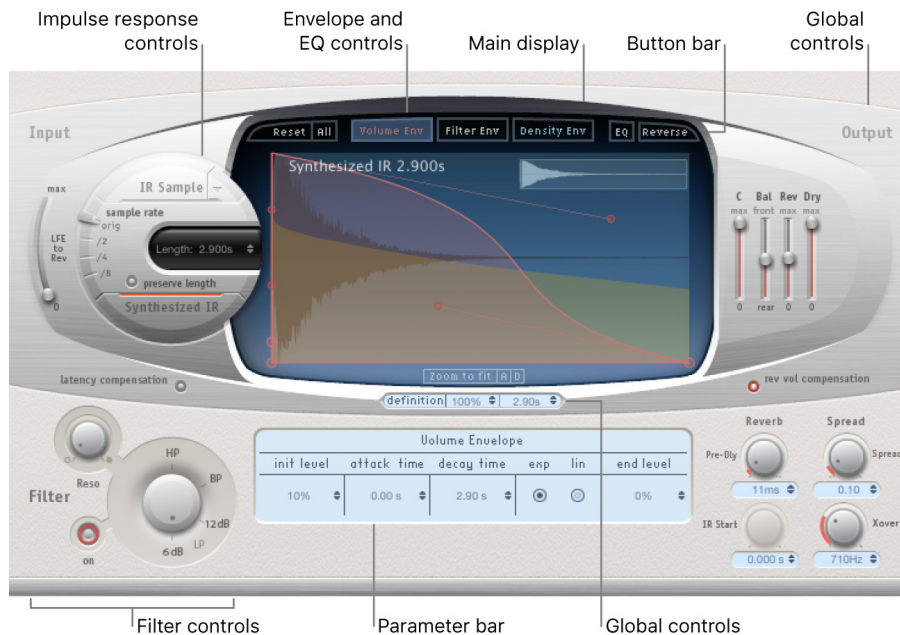 Impulse response
controls
Envelope and
EQ controls
Main display
Button bar
Global
controls
Input
Output
Reset
All
Volume Env
Filter Env
Density Env
EQ
Reverse
Synthesized IR 2.900s
IR Sample
max
sample rate
orig
/2
/4
/8
LFE
to
Rev
0
Length: 2.900s
preserve length
Synthesized IR
C Bal Rev Dry
max front max max
0 rear 0 0
Zoom to fit A D
latency compensation
rev vol compensation
definition 100% 2.90s
Volume Envelope
init level attack time decay time exp lin end level
10% 0.00 s 2.90 s 0%
Reso
Filter
on
HP
BP
12dB
LP
6dB
Reverb
Spread
Pre-Dly
11ms
Spread
0.10
IR Start
0.000 s
Xover
710Hz
Filter controls
Parameter bar
Global controls